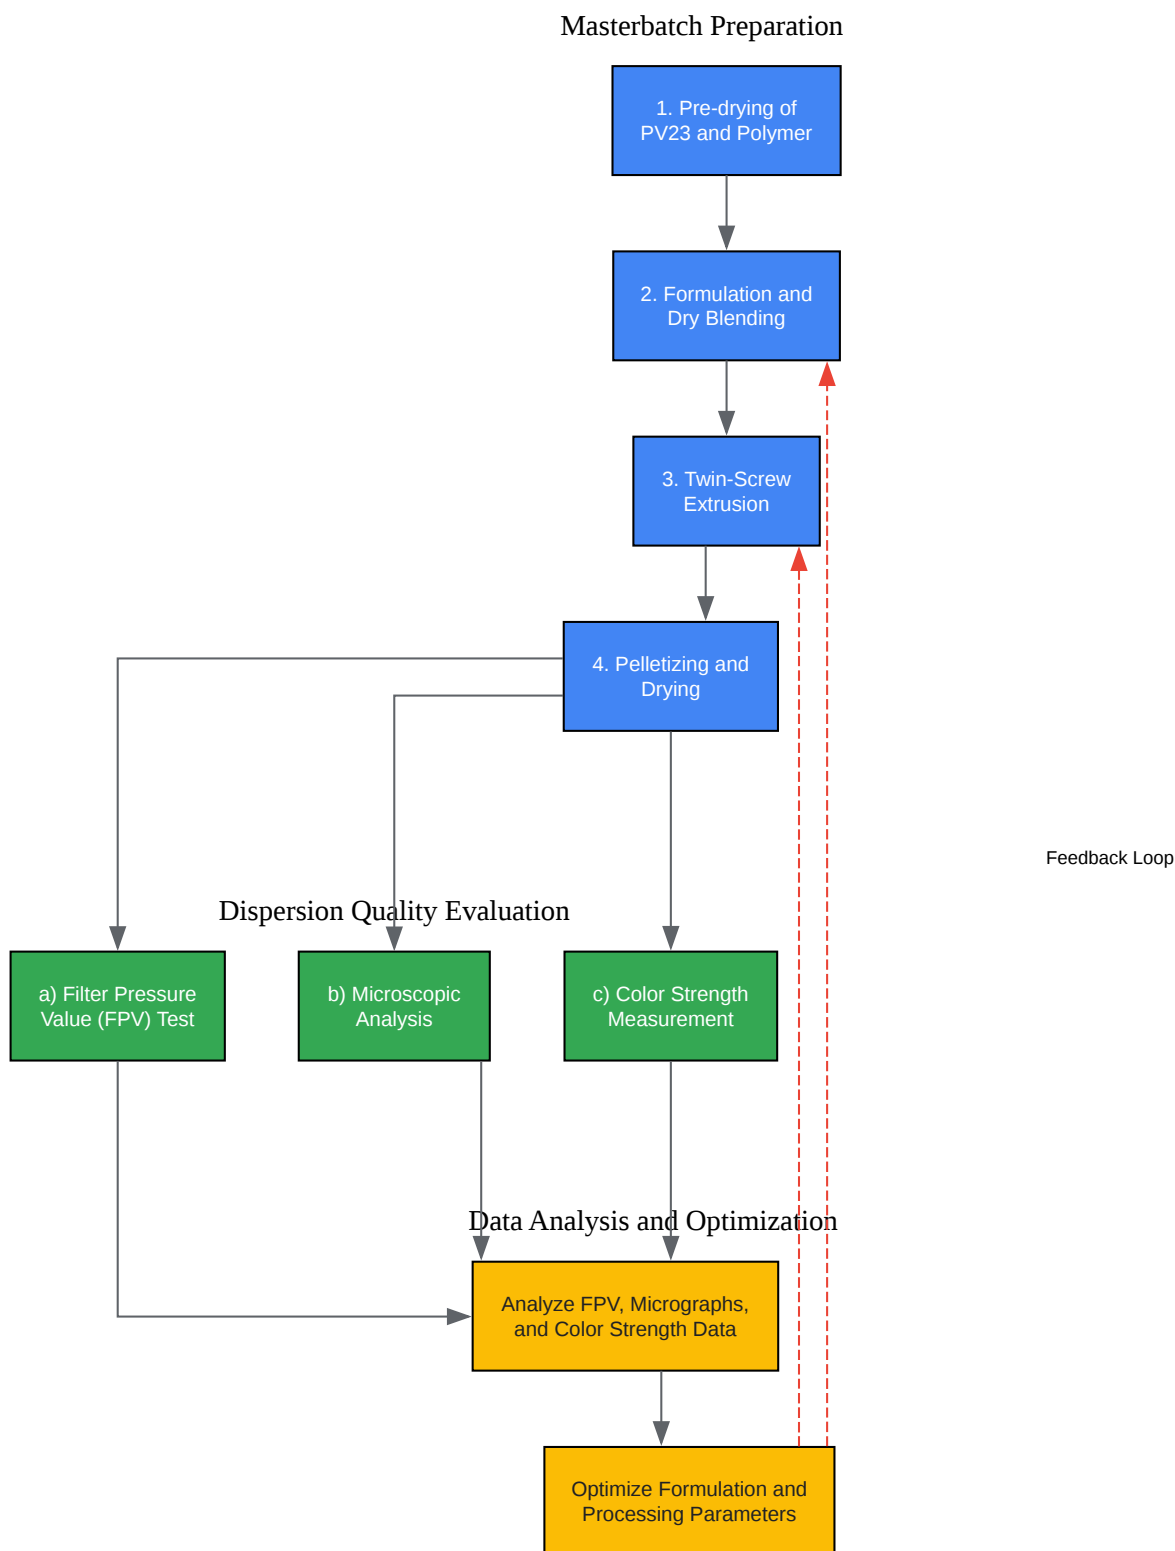 Masterbatch Preparation
1. Pre-drying of
PV23 and Polymer
2. Formulation and
Dry Blending
3. Twin-Screw
Extrusion
4. Pelletizing and
Drying
Feedback Loop
Dispersion Quality Evaluation
a) Filter Pressure
Value (FPV) Test
b) Microscopic
Analysis
c) Color Strength
Measurement
Data Analysis and Optimization
Analyze FPV, Micrographs,
and Color Strength Data
Optimize Formulation and
Processing Parameters